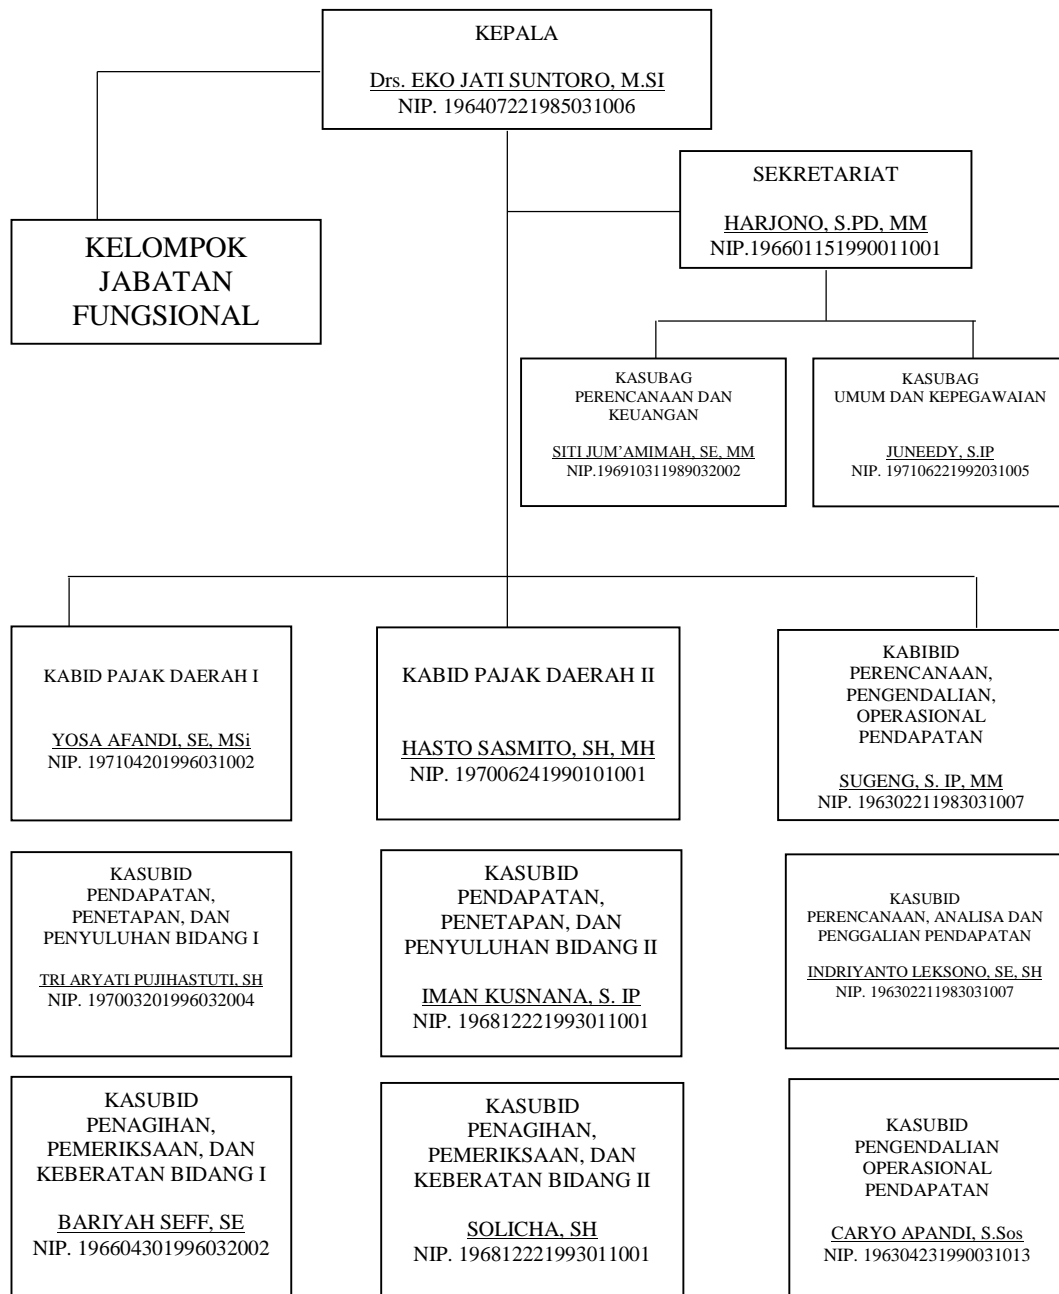 KEPALA
Drs. EKO JATI SUNTORO, M.SI
NIP. 196407221985031006
SEKRETARIAT
HARJONO, S.PD, MM
NIP.196601151990011001
KELOMPOK
JABATAN
FUNGSIONAL
KASUBAG
PERENCANAAN DAN
KEUANGAN
SITI JUM’AMIMAH, SE, MM
NIP.196910311989032002
KASUBAG
UMUM DAN KEPEGAWAIAN
JUNEEDY, S.IP
NIP. 197106221992031005
KABID PAJAK DAERAH I
YOSA AFANDI, SE, MSi
NIP. 197104201996031002
KABID PAJAK DAERAH II
HASTO SASMITO, SH, MH
NIP. 197006241990101001
KABIBID
PERENCANAAN,
PENGENDALIAN,
OPERASIONAL
PENDAPATAN
SUGENG, S. IP, MM
NIP. 196302211983031007
KASUBID
PENDAPATAN,
PENETAPAN, DAN
PENYULUHAN BIDANG I
TRI ARYATI PUJIHASTUTI, SH
NIP. 197003201996032004
KASUBID
PENDAPATAN,
PENETAPAN, DAN
PENYULUHAN BIDANG II
IMAN KUSNANA, S. IP
NIP. 196812221993011001
KASUBID
PERENCANAAN, ANALISA DAN
PENGGALIAN PENDAPATAN
INDRIYANTO LEKSONO, SE, SH
NIP. 196302211983031007
KASUBID
PENAGIHAN,
PEMERIKSAAN, DAN
KEBERATAN BIDANG I
BARIYAH SEFF, SE
NIP. 196604301996032002
KASUBID
PENAGIHAN,
PEMERIKSAAN, DAN
KEBERATAN BIDANG II
SOLICHA, SH
NIP. 196812221993011001
KASUBID
PENGENDALIAN
OPERASIONAL
PENDAPATAN
CARYO APANDI, S.Sos
NIP. 196304231990031013